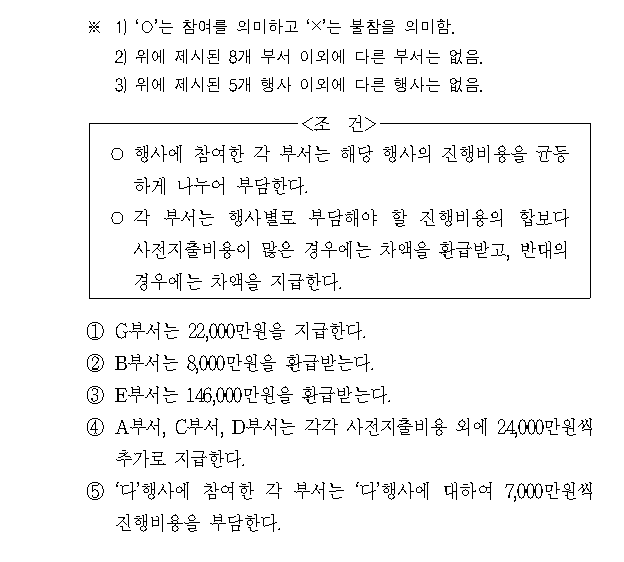 ※ 1) ‘○’는 참여를 의미하고 ‘×’는 불참을 의미함.
2) 위에 제시된 8개 부서 이외에 다른 부서는 없음.
3) 위에 제시된 5개 행사 이외에 다른 행사는 없음.
<조 건>
○ 행사에 참여한 각 부서는 해당 행사의 진행비용을 균등
하게 나누어 부담한다.
○ 각 부서는 행사별로 부담해야 할 진행비용의 합보다
사전지출비용이 많은 경우에는 차액을 환급받고, 반대의
경우에는 차액을 지급한다.
① G부서는 22,000만원을 지급한다.
② B부서는 8,000만원을 환급받는다.
③ E부서는 146,000만원을 환급받는다.
④ A부서, C부서, D부서는 각각 사전지출비용 외에 24,000만원씩
추가로 지급한다.
⑤ ‘다’행사에 참여한 각 부서는 ‘다’행사에 대하여 7,000만원씩
진행비용을 부담한다.